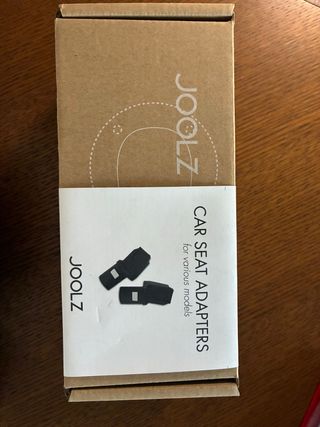 JOOLZ
CAR SEAT ADAPTERS
for various models
JOOLZ